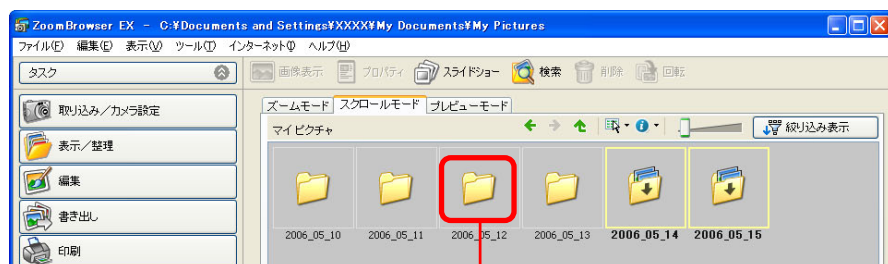 ZoomBrowser EX - C:¥Documents and Settings¥XXXX¥My Documents¥My Pictures
ファイル(F) 編集(E) 表示(V) ツール(T) インターネット(I) ヘルプ(H)
タスク
画像表示 プロパティ スライドショー 検索 削除 回転
取り込み／カメラ設定
表示／整理
編集
書き出し
印刷
ズームモード スクロールモード プレビューモード
マイ ピクチャ
絞り込み表示
2006_05_10 2006_05_11 2006_05_12 2006_05_13 2006_05_14 2006_05_15